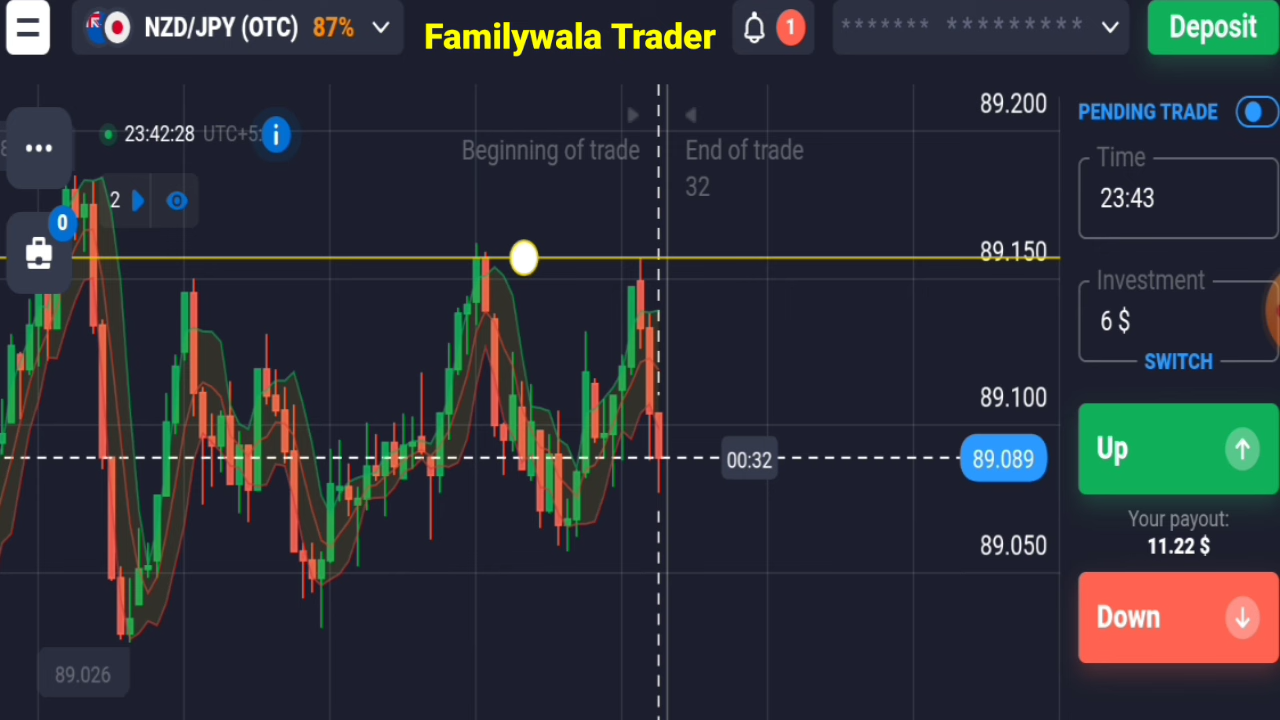 NZD/JPY (OTC) 87%
Familywala Trader
1
******* *********
Deposit
23:42:28 UTC+5:
i
2
0
Beginning of trade
End of trade
32
89.200
89.150
89.100
89.089
89.050
00:32
89.026
PENDING TRADE
Time
23:43
Investment
6 $
SWITCH
Up
Your payout:
11.22 $
Down